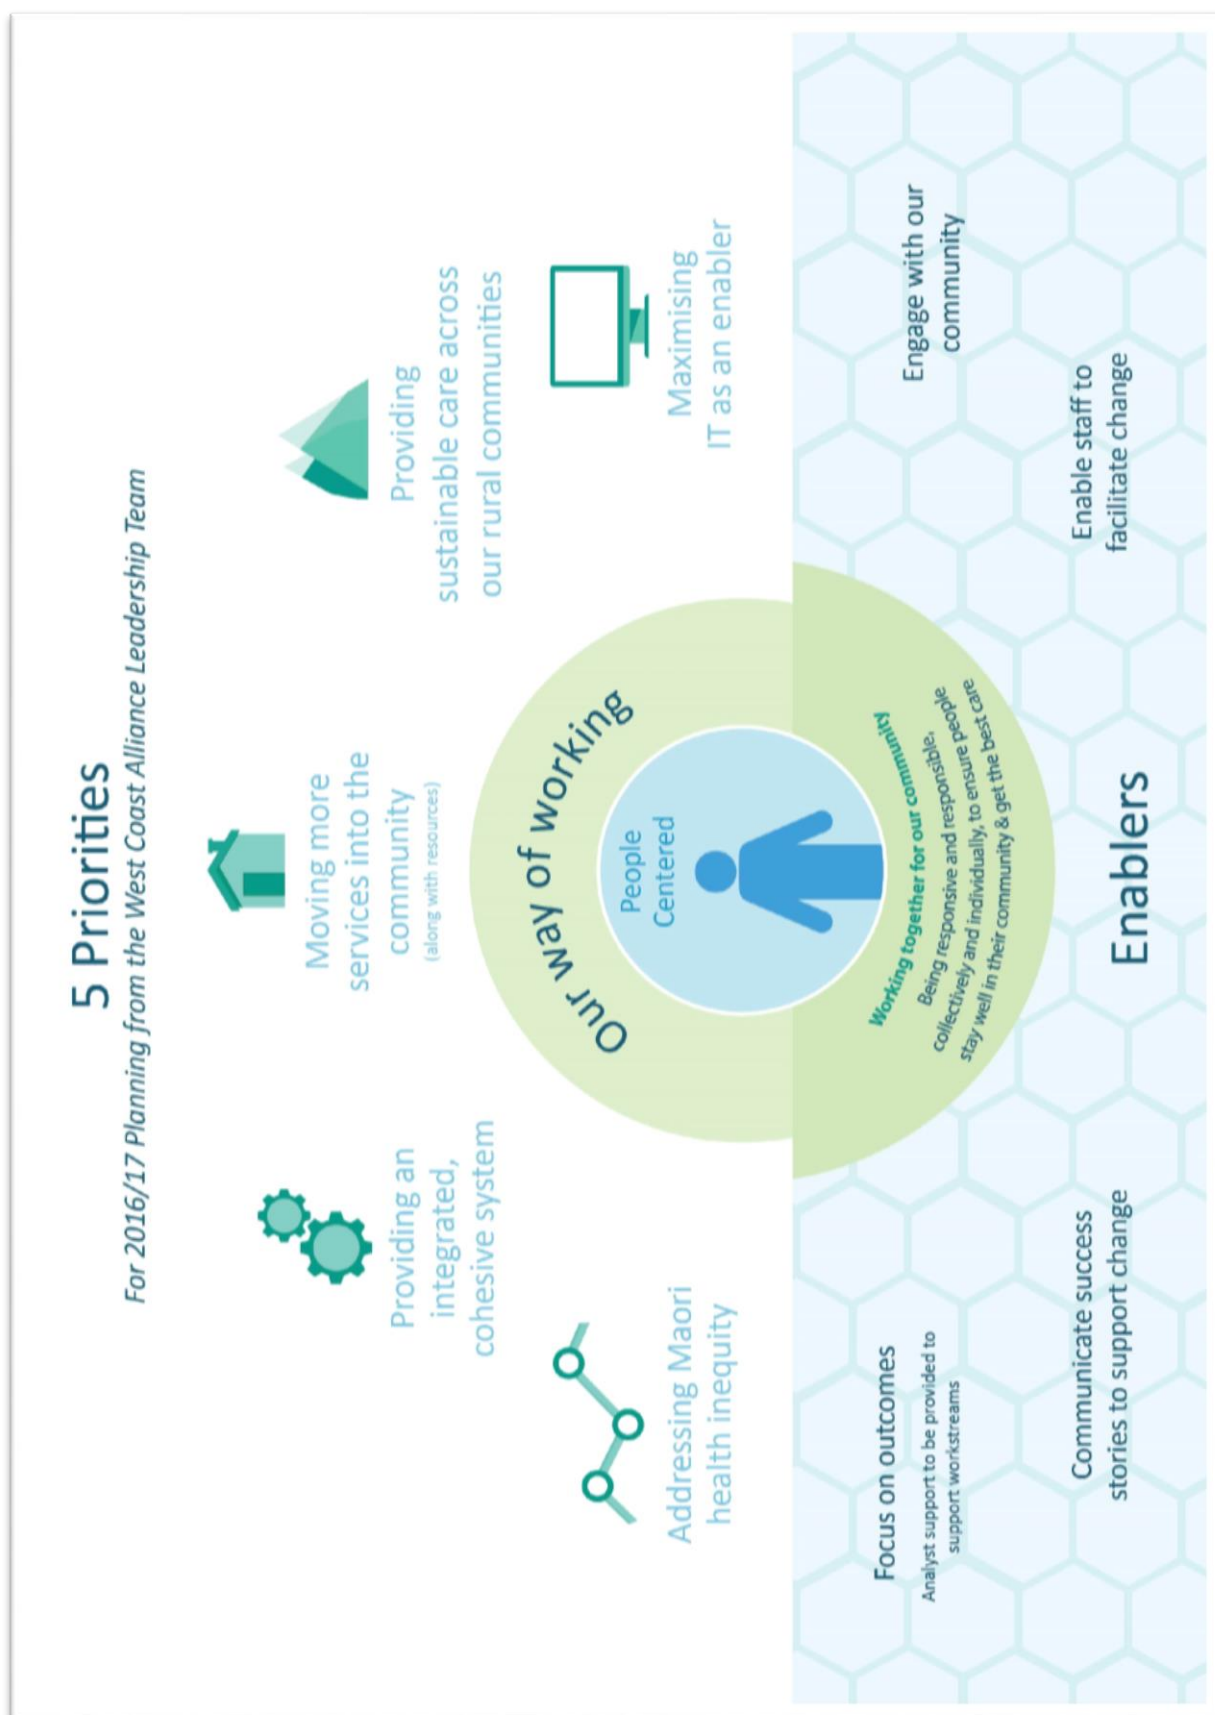 5 Priorities
For 2016/17 Planning from the West Coast Alliance Leadership Team
Addressing Maori
health inequity
Providing an
integrated,
cohesive system
Moving more
services into the
community
(along with resources)
Providing
sustainable care across
our rural communities
Maximising
IT as an enabler
Our way of working
People
Centered
Working together for our community
Being responsive and responsible,
collectively and individually, to ensure people
stay well in their community & get the best care
Focus on outcomes
Analyst support to be provided to
support workstreams
Communicate success
stories to support change
Enablers
Enable staff to
facilitate change
Engage with our
community